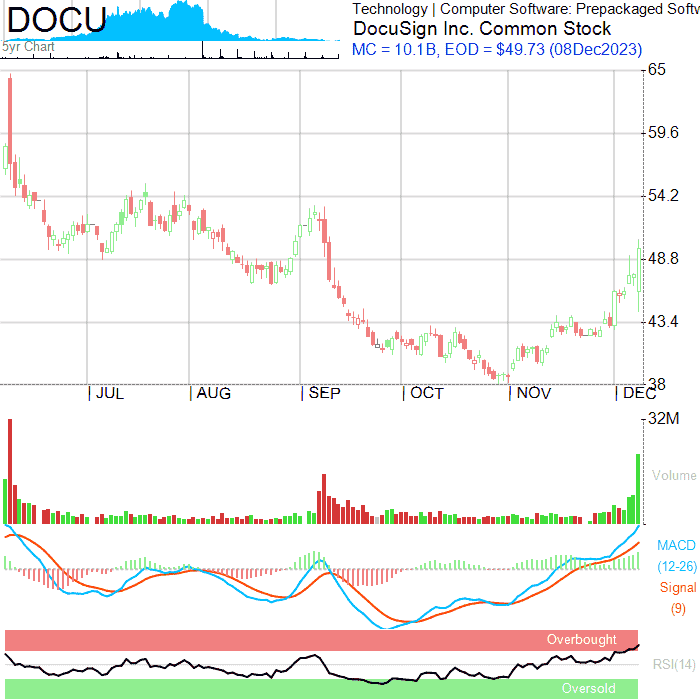 DOCU
5yr Chart
Technology | Computer Software: Prepackaged Softw
DocuSign Inc. Common Stock
MC = 10.1B, EOD = $49.73 (08Dec2023)
65
59.6
54.2
48.8
43.4
38
JUL AUG SEP OCT NOV DEC
32M
Volume
MACD
(12-26)
Signal
(9)
Overbought
RSI(14)
Oversold